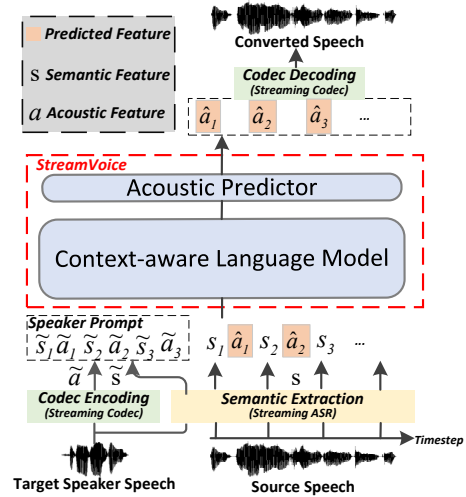 Predicted Feature
s Semantic Feature
a Acoustic Feature
Converted Speech
Codec Decoding
(Streaming Codec)
â₁ â₂ â₃ ...
StreamVoice
Acoustic Predictor
Context-aware Language Model
Speaker Prompt
s̃₁ ã₁ s̃₂ ã₂ s̃₃ ã₃ s₁ â₁ s₂ â₂ s₃ ...
ã s̃ s
Codec Encoding
(Streaming Codec)
Semantic Extraction
(Streaming ASR)
Timestep
Target Speaker Speech
Source Speech